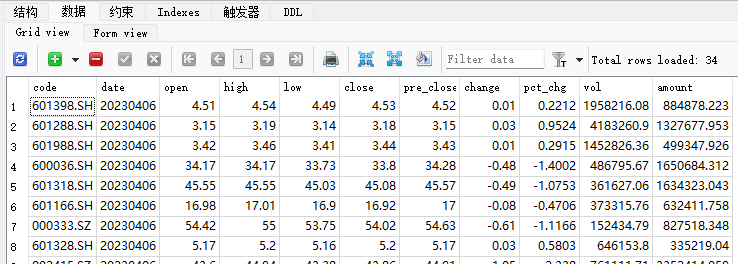 结构 数据 约束 Indexes 触发器 DDL
Grid view Form view
1 Filter data Total rows loaded: 34
code date open high low close pre_close change pct_chg vol amount
1 601398.SH 20230406 4.51 4.54 4.49 4.53 4.52 0.01 0.2212 1958216.08 884878.223
2 601288.SH 20230406 3.15 3.19 3.14 3.18 3.15 0.03 0.9524 4183260.9 1327677.953
3 601988.SH 20230406 3.42 3.46 3.41 3.44 3.43 0.01 0.2915 1452826.36 499347.926
4 600036.SH 20230406 34.17 34.17 33.73 33.8 34.28 -0.48 -1.4002 486795.67 1650684.312
5 601318.SH 20230406 45.55 45.55 45.03 45.08 45.57 -0.49 -1.0753 361627.06 1634323.043
6 601166.SH 20230406 16.98 17.01 16.9 16.92 17 -0.08 -0.4706 373315.76 632411.758
7 000333.SZ 20230406 54.42 55 53.75 54.02 54.63 -0.61 -1.1166 152434.79 827518.348
8 601328.SH 20230406 5.17 5.2 5.16 5.2 5.17 0.03 0.5803 646153.8 335219.04